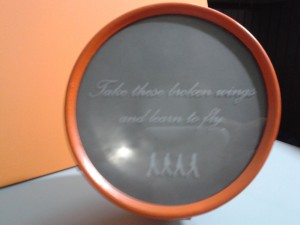 Take these broken wings
and learn to fly